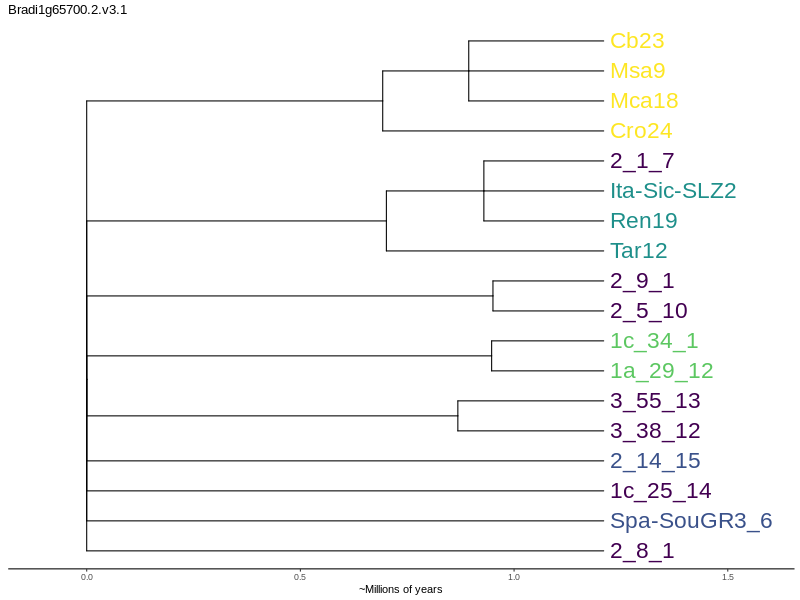 Bradi1g65700.2.v3.1
Cb23
Msa9
Mca18
Cro24
2_1_7
Ita-Sic-SLZ2
Ren19
Tar12
2_9_1
2_5_10
1c_34_1
1a_29_12
3_55_13
3_38_12
2_14_15
1c_25_14
Spa-SouGR3_6
2_8_1
0.0 0.5 1.0 1.5
~Millions of years